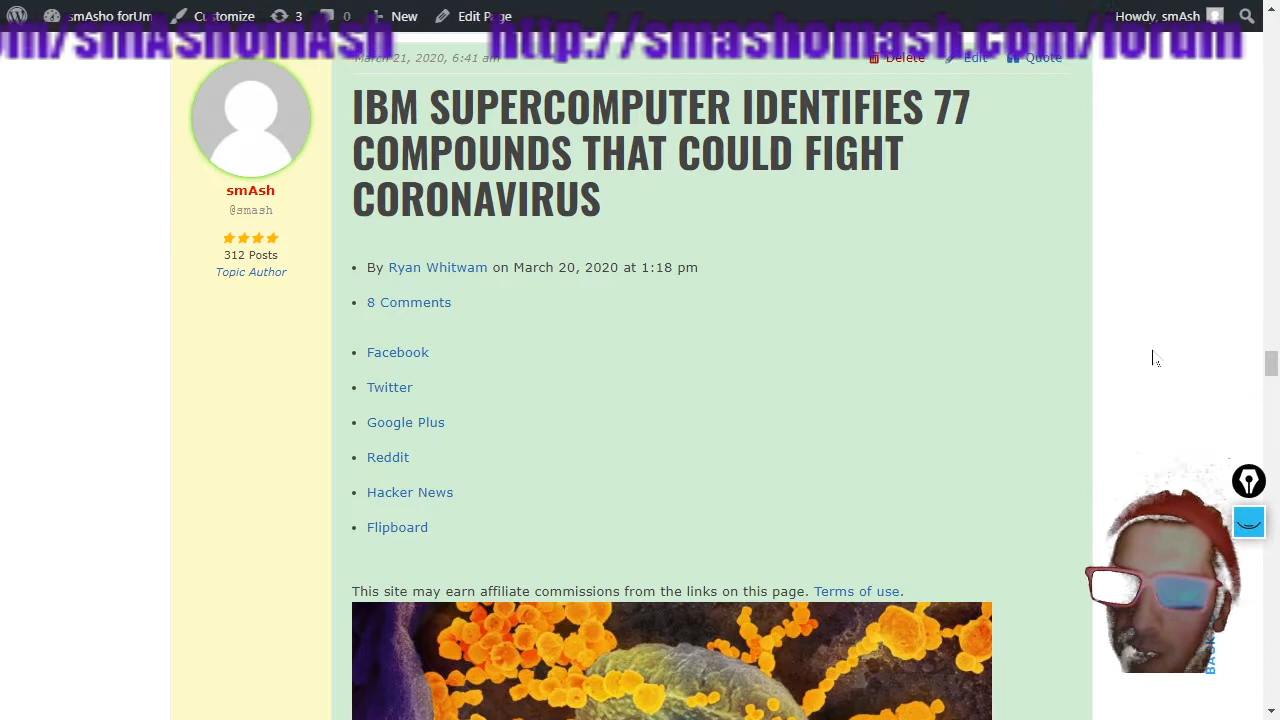 smAsho forUm Customize 3 0 New Edit Page Howdy, smAsh
om/smAshomAsh http://smashomash.com/forum
March 21, 2020, 6:41 am Delete Edit Quote
IBM SUPERCOMPUTER IDENTIFIES 77
COMPOUNDS THAT COULD FIGHT
CORONAVIRUS
smAsh
@smash
312 Posts
Topic Author
By Ryan Whitwam on March 20, 2020 at 1:18 pm
8 Comments
Facebook
Twitter
Google Plus
Reddit
Hacker News
Flipboard
This site may earn affiliate commissions from the links on this page. Terms of use.